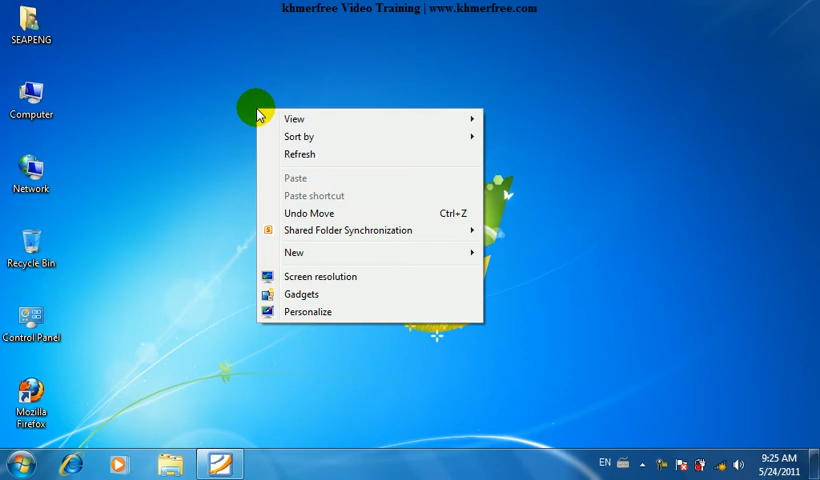 khmerfree Video Training | www.khmerfree.com
SEAPENG
Computer
Network
Recycle Bin
Control Panel
Mozilla
Firefox
View
Sort by
Refresh
Paste
Paste shortcut
Undo Move Ctrl+Z
Shared Folder Synchronization
New
Screen resolution
Gadgets
Personalize
EN
9:25 AM
5/24/2011